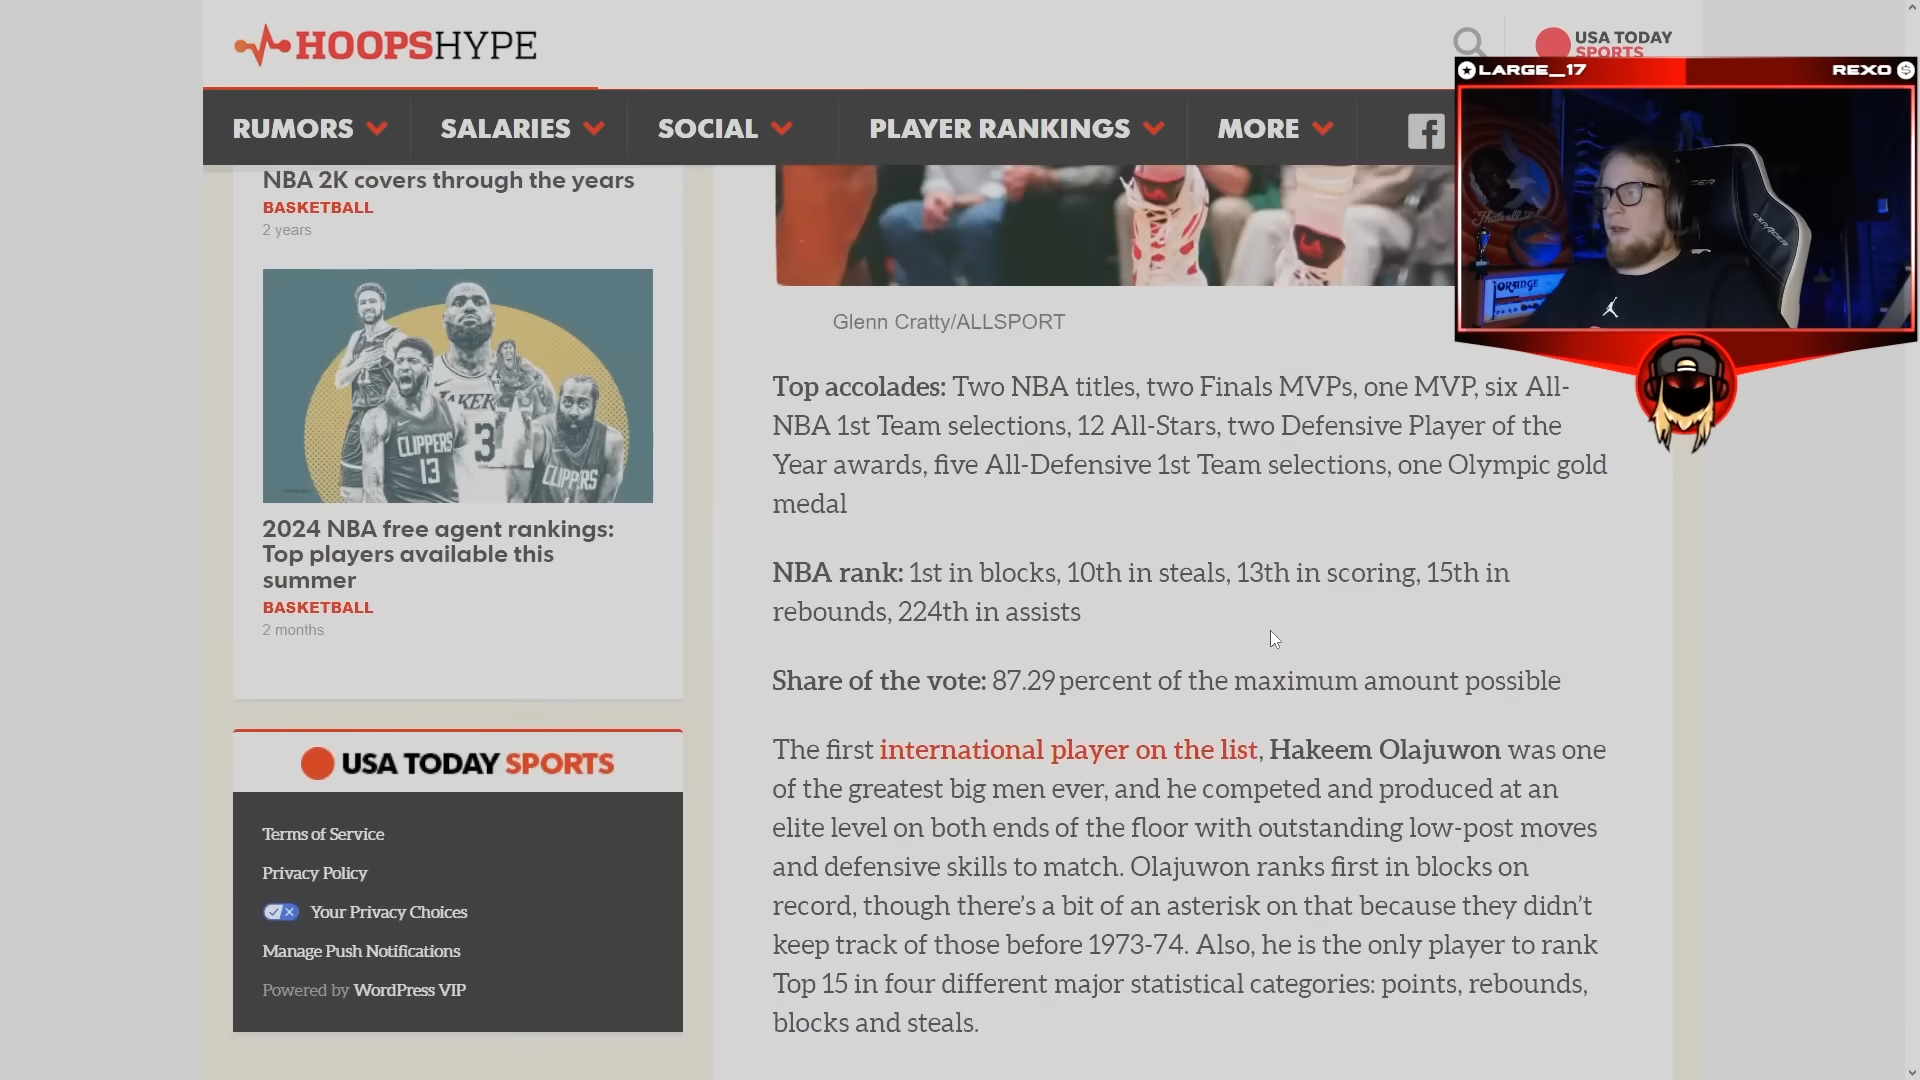 HOOPSHYPE
USA TODAY
SPORTS
LARGE_17
REXO
RUMORS
SALARIES
SOCIAL
PLAYER RANKINGS
MORE
NBA 2K covers through the years
BASKETBALL
2 years
LAKERS
CLIPPERS
13
3
CLIPPERS
2024 NBA free agent rankings:
Top players available this
summer
BASKETBALL
2 months
USA TODAY SPORTS
Terms of Service
Privacy Policy
Your Privacy Choices
Manage Push Notifications
Powered by WordPress VIP
Glenn Cratty/ALLSPORT
Top accolades: Two NBA titles, two Finals MVPs, one MVP, six All-
NBA 1st Team selections, 12 All-Stars, two Defensive Player of the
Year awards, five All-Defensive 1st Team selections, one Olympic gold
medal
NBA rank: 1st in blocks, 10th in steals, 13th in scoring, 15th in
rebounds, 224th in assists
Share of the vote: 87.29 percent of the maximum amount possible
The first international player on the list, Hakeem Olajuwon was one
of the greatest big men ever, and he competed and produced at an
elite level on both ends of the floor with outstanding low-post moves
and defensive skills to match. Olajuwon ranks first in blocks on
record, though there’s a bit of an asterisk on that because they didn’t
keep track of those before 1973-74. Also, he is the only player to rank
Top 15 in four different major statistical categories: points, rebounds,
blocks and steals.
ORANGE
DXRACER